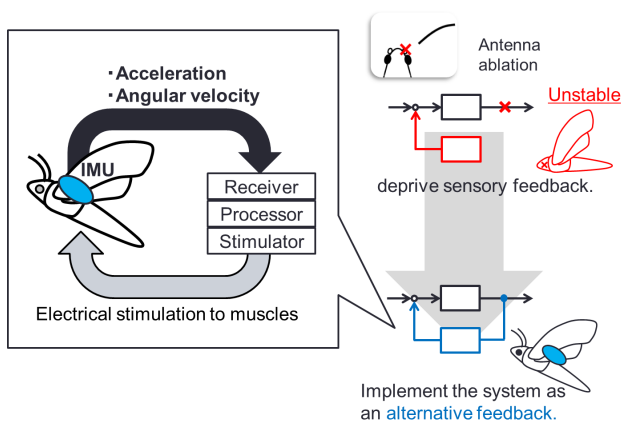 ・Acceleration
・Angular velocity
IMU
Receiver
Processor
Stimulator
Electrical stimulation to muscles
Antenna
ablation
Unstable
deprive sensory feedback.
Implement the system as
an alternative feedback.